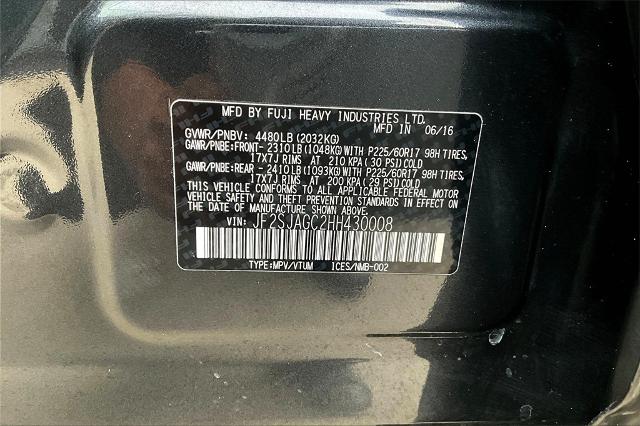 MFD BY FUJI HEAVY INDUSTRIES LTD.
MFD IN 06/16
GVWR/PNBV: 4480LB (2032KG)
GAWR/PNBE:FRONT- 2310LB (1048KG) WITH P225/60R17 98H TIRES,
17X7J RIMS AT 210 KPA (30 PSI) COLD
GAWR/PNBE:REAR - 2410LB (1093KG) WITH P225/60R17 98H TIRES,
17X7J RIMS AT 200 KPA (29 PSI) COLD
THIS VEHICLE CONFORMS TO ALL APPLICABLE FEDERAL MOTOR
VEHICLE SAFETY AND THEFT PREVENTION STANDARDS IN EFFECT ON
THE DATE OF MANUFACTURE SHOWN ABOVE.
VIN: JF2SJAGC2HH430008
TYPE:MPV/VTUM ICES/NMB-002